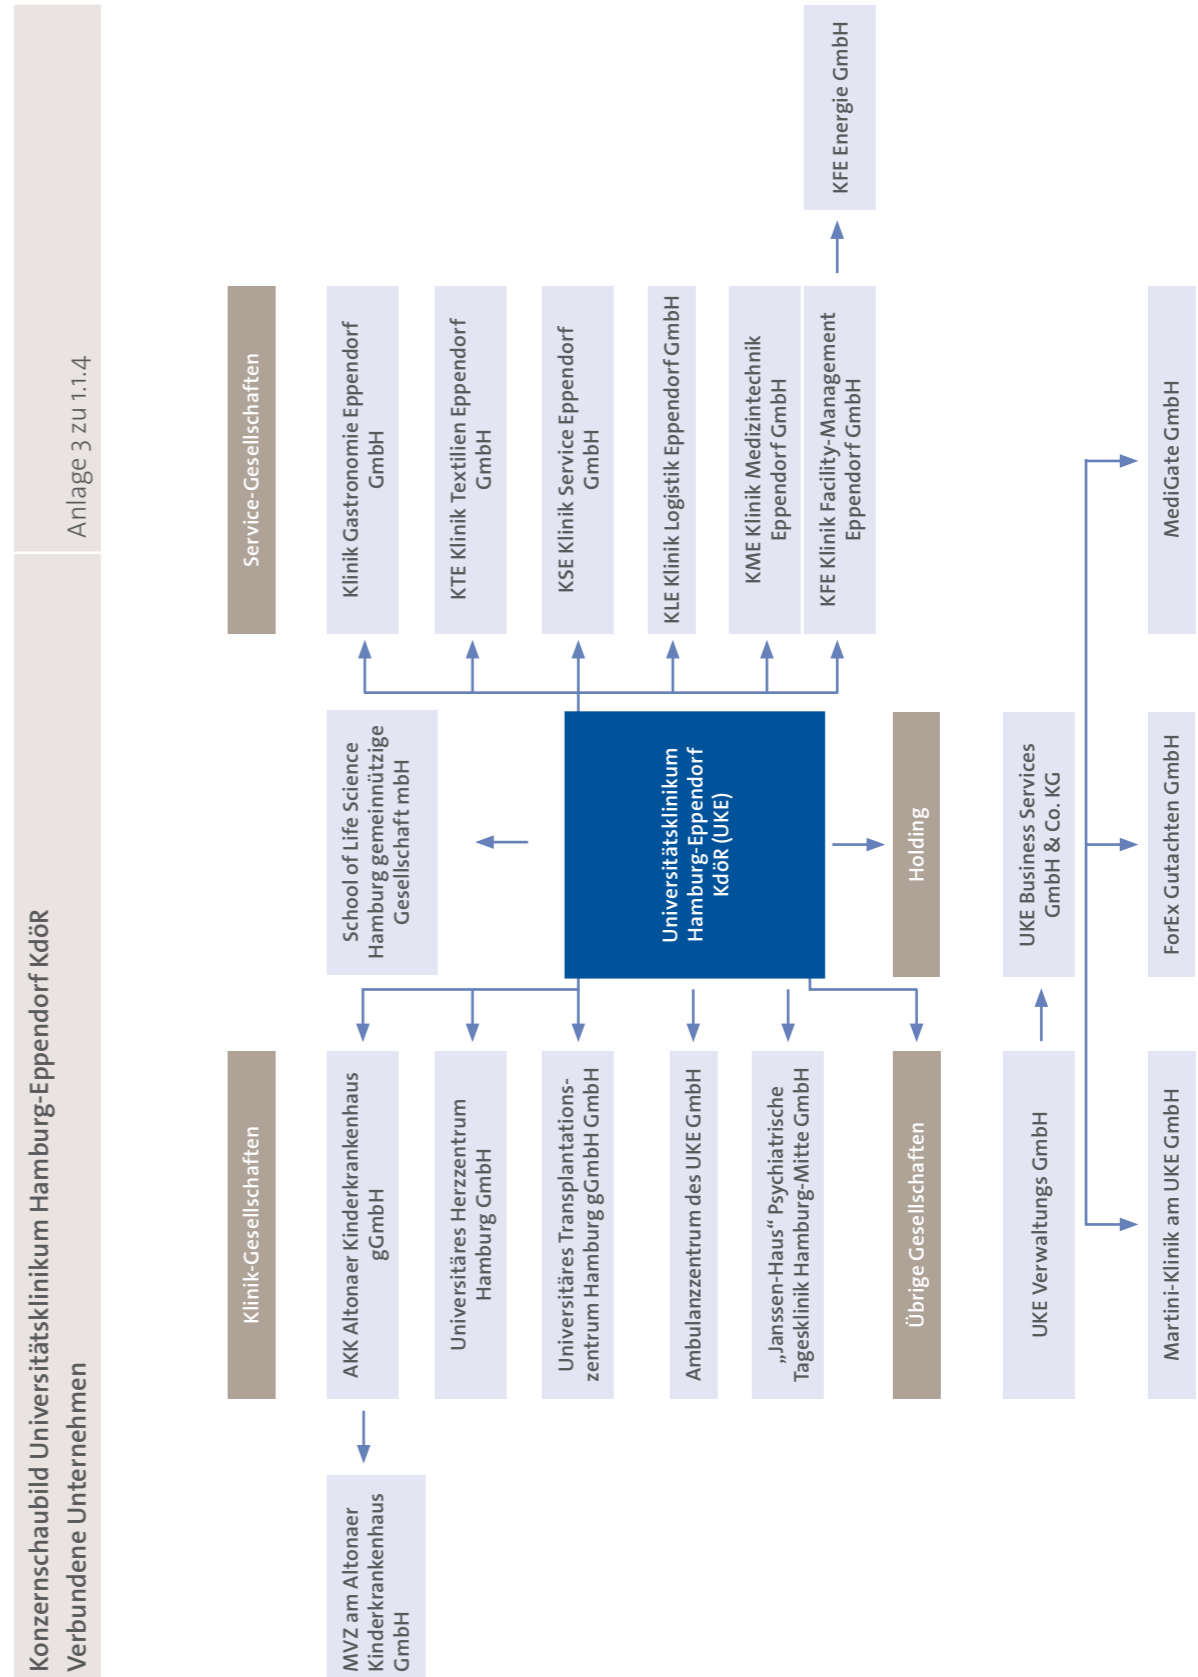 Konzernschaubild Universitätsklinikum Hamburg-Eppendorf KdöR
Verbundene Unternehmen
Anlage 3 zu 1.1.4
Klinik-Gesellschaften
Service-Gesellschaften
MVZ am Altonaer
Kinderkrankenhaus
GmbH
AKK Altonaer Kinderkrankenhaus
gGmbH
School of Life Science
Hamburg gemeinnützige
Gesellschaft mbH
Klinik Gastronomie Eppendorf
GmbH
Universitäres Herzzentrum
Hamburg GmbH
KTE Klinik Textilien Eppendorf
GmbH
Universitäres Transplantations-
zentrum Hamburg gGmbH GmbH
KSE Klinik Service Eppendorf
GmbH
Universitätsklinikum
Hamburg-Eppendorf
KdöR (UKE)
Ambulanzzentrum des UKE GmbH
KLE Klinik Logistik Eppendorf GmbH
„Janssen-Haus“ Psychiatrische
Tagesklinik Hamburg-Mitte GmbH
KME Klinik Medizintechnik
Eppendorf GmbH
KFE Klinik Facility-Management
Eppendorf GmbH
KFE Energie GmbH
Übrige Gesellschaften
Holding
UKE Verwaltungs GmbH
UKE Business Services
GmbH & Co. KG
Martini-Klinik am UKE GmbH
ForEx Gutachten GmbH
MediGate GmbH